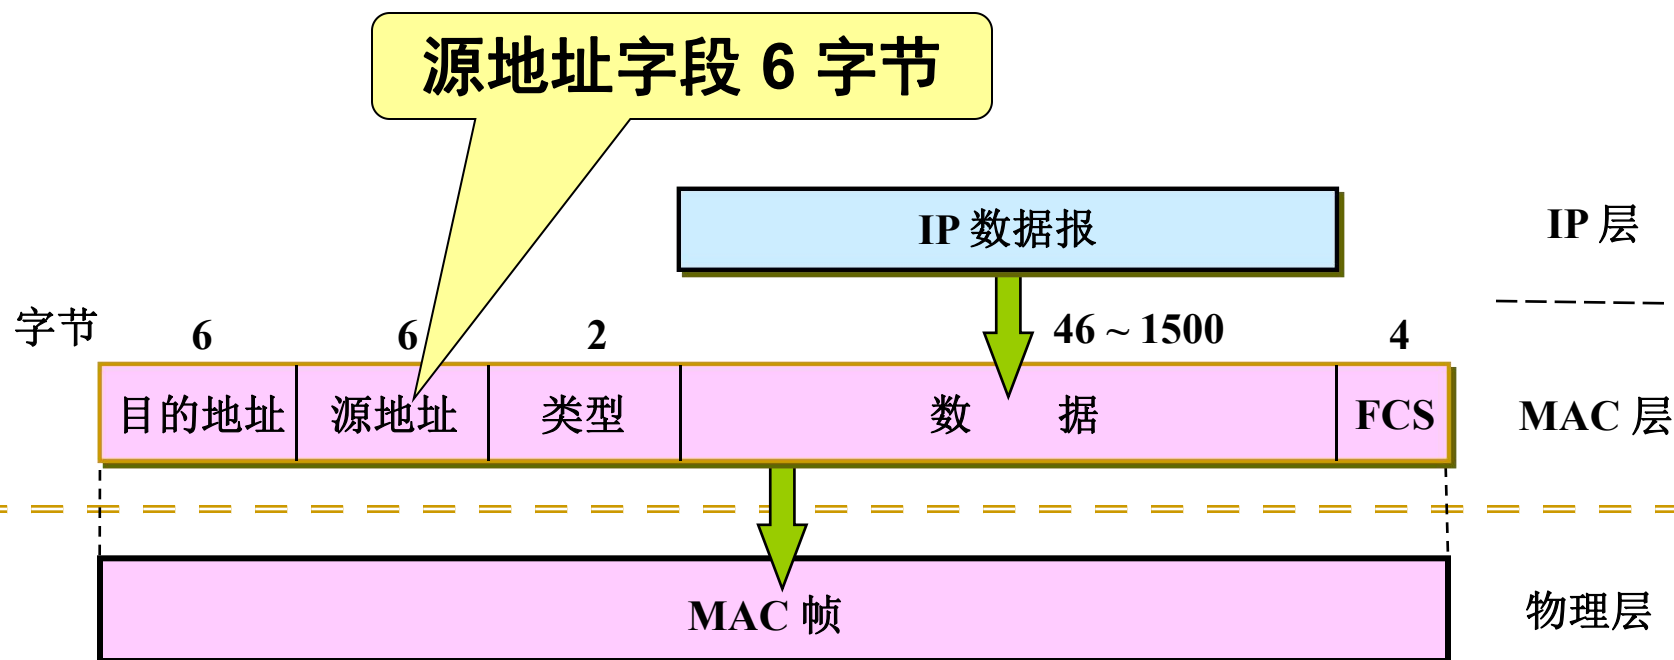 源地址字段 6 字节
IP 数据报
IP 层
字节
6
6
2
46 ~ 1500
4
目的地址
源地址
类型
数 据
FCS
MAC 层
MAC 帧
物理层